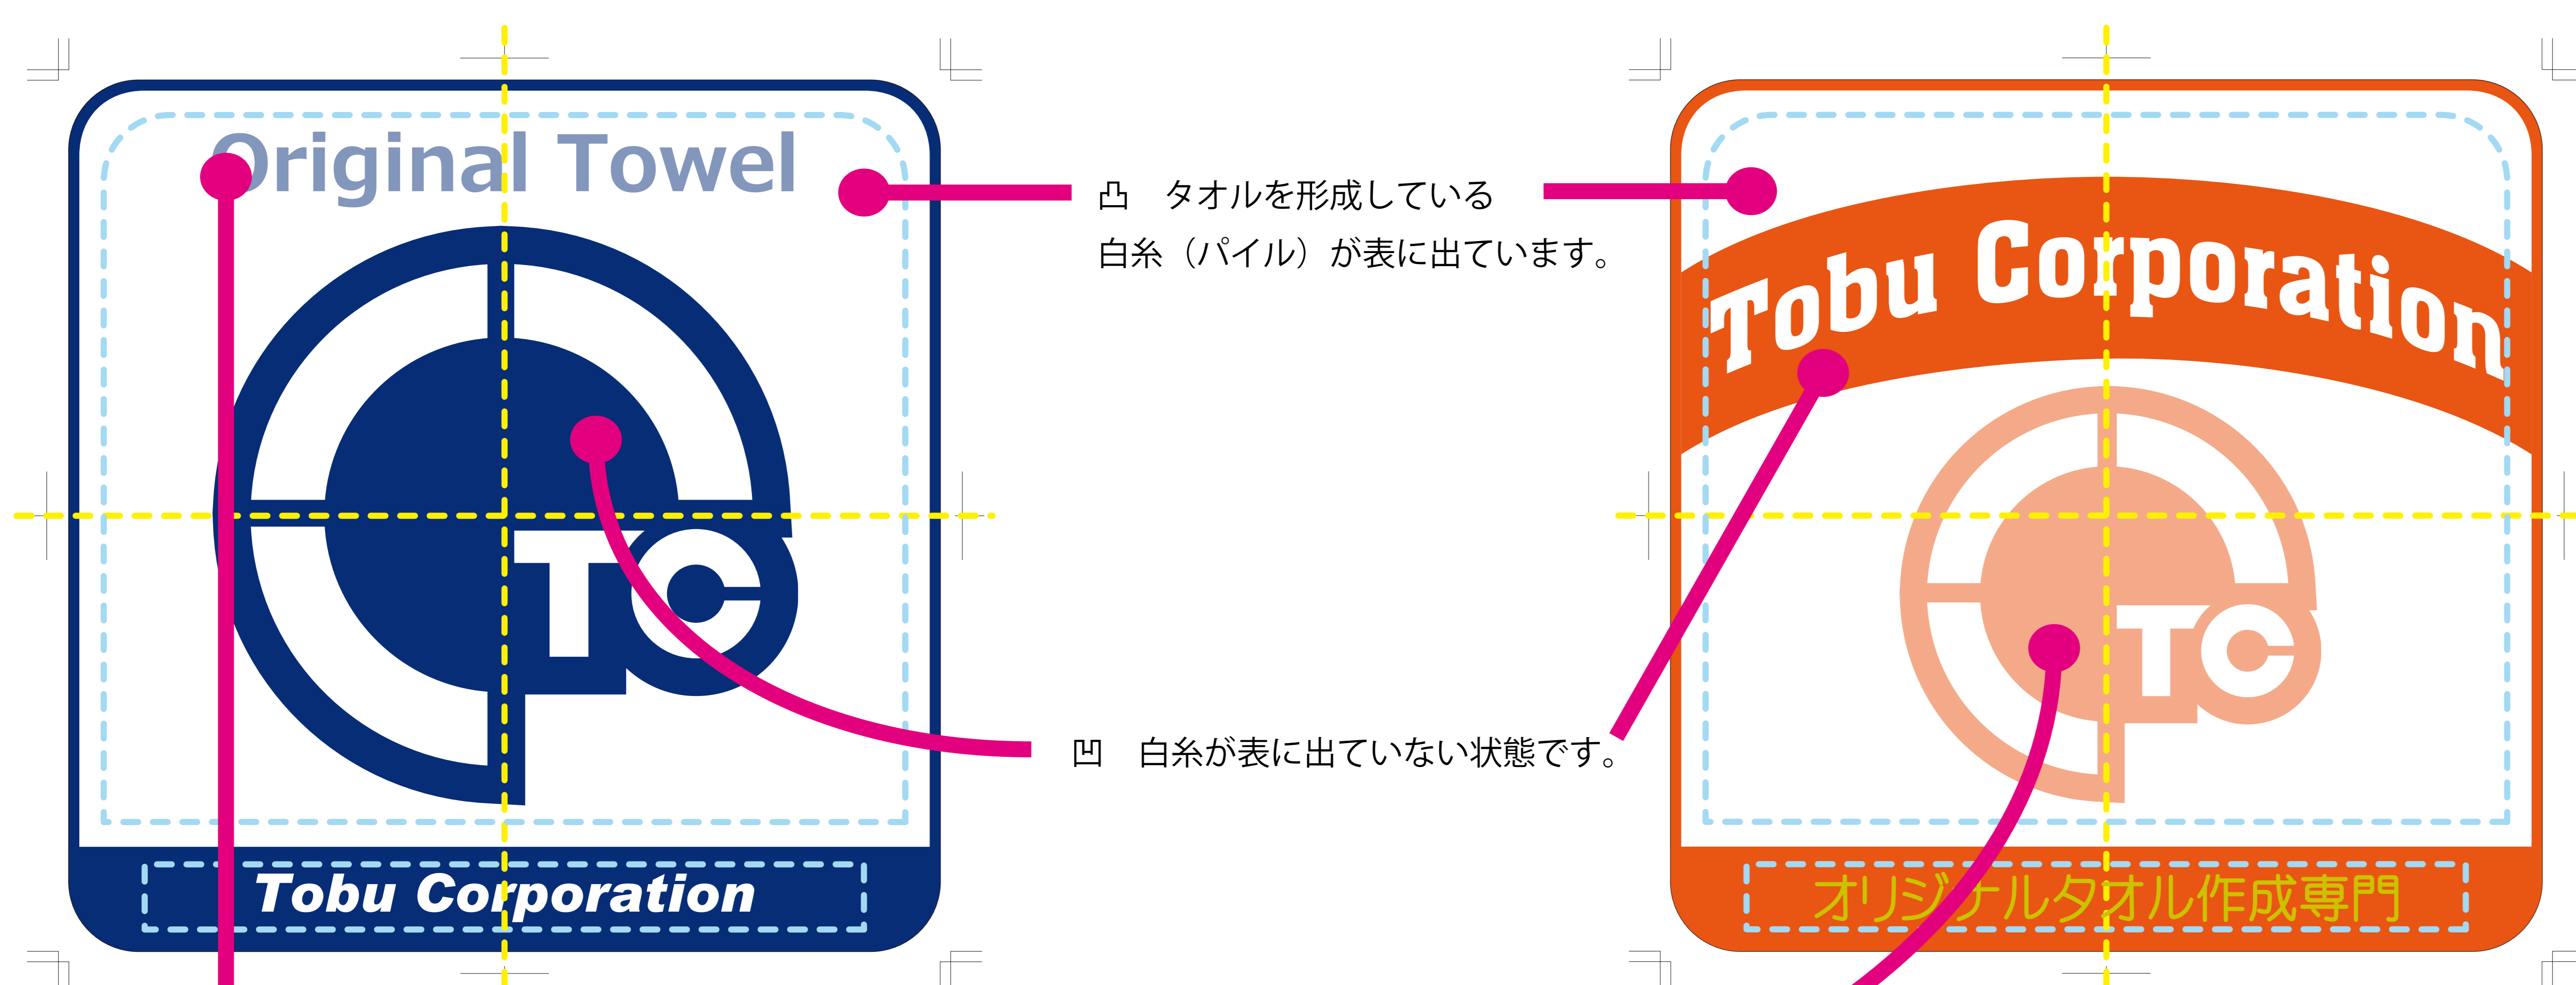 Original Towel
TC
Tobu Corporation
凸　タオルを形成している
白糸（パイル）が表に出ています。
凹　白糸が表に出ていない状態です。
Tobu Corporation
TC
オリジナルタオル作成専門